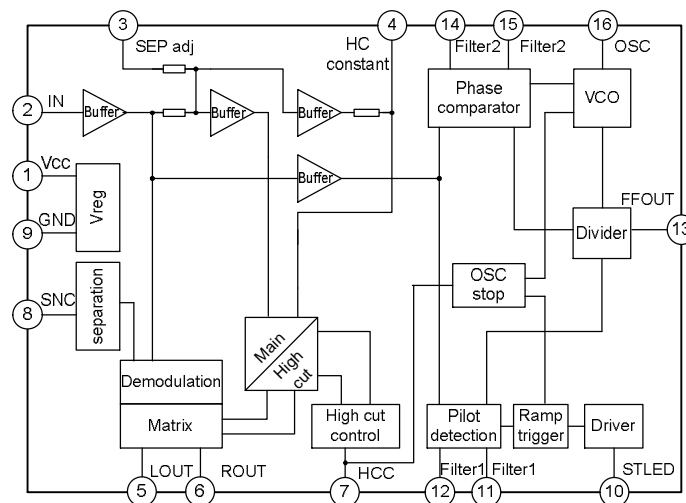 3
4
14
15
16
SEP adj
HC
constant
Filter2
Filter2
OSC
2
IN
Buffer
Buffer
Buffer
Phase
comparator
VCO
1
Vcc
Vreg
Buffer
9
GND
FFOUT
13
Divider
8
SNC
separation
OSC
stop
Main
High
cut
Demodulation
Matrix
High cut
control
Pilot
detection
Ramp
trigger
Driver
LOUT
ROUT
HCC
Filter1
Filter1
STLED
5
6
7
12
11
10